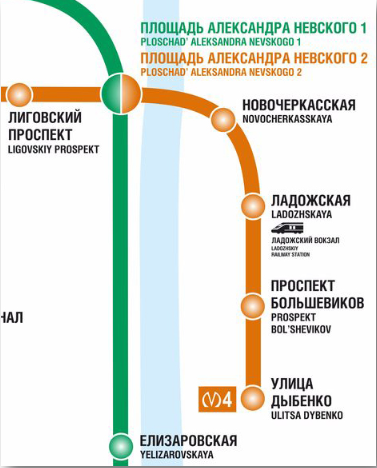 ПЛОЩАДЬ АЛЕКСАНДРА НЕВСКОГО 1
PLOSCHAD' ALEKSANDRA NEVSKOGO 1
ПЛОЩАДЬ АЛЕКСАНДРА НЕВСКОГО 2
PLOSCHAD' ALEKSANDRA NEVSKOGO 2
ЛИГОВСКИЙ
ПРОСПЕКТ
LIGOVSKIY PROSPEKT
НОВОЧЕРКАССКАЯ
NOVOCHERKASSKAYA
ЛАДОЖСКАЯ
LADOZHSKAYA
ЛАДОЖСКИЙ ВОКЗАЛ
LADOZHSKIY
RAILWAY STATION
ПРОСПЕКТ
БОЛЬШЕВИКОВ
PROSPEKT
BOL'SHEVIKOV
НАЛ
М4
УЛИЦА
ДЫБЕНКО
ULITSA DYBENKO
ЕЛИЗАРОВСКАЯ
YELIZAROVSKAYA